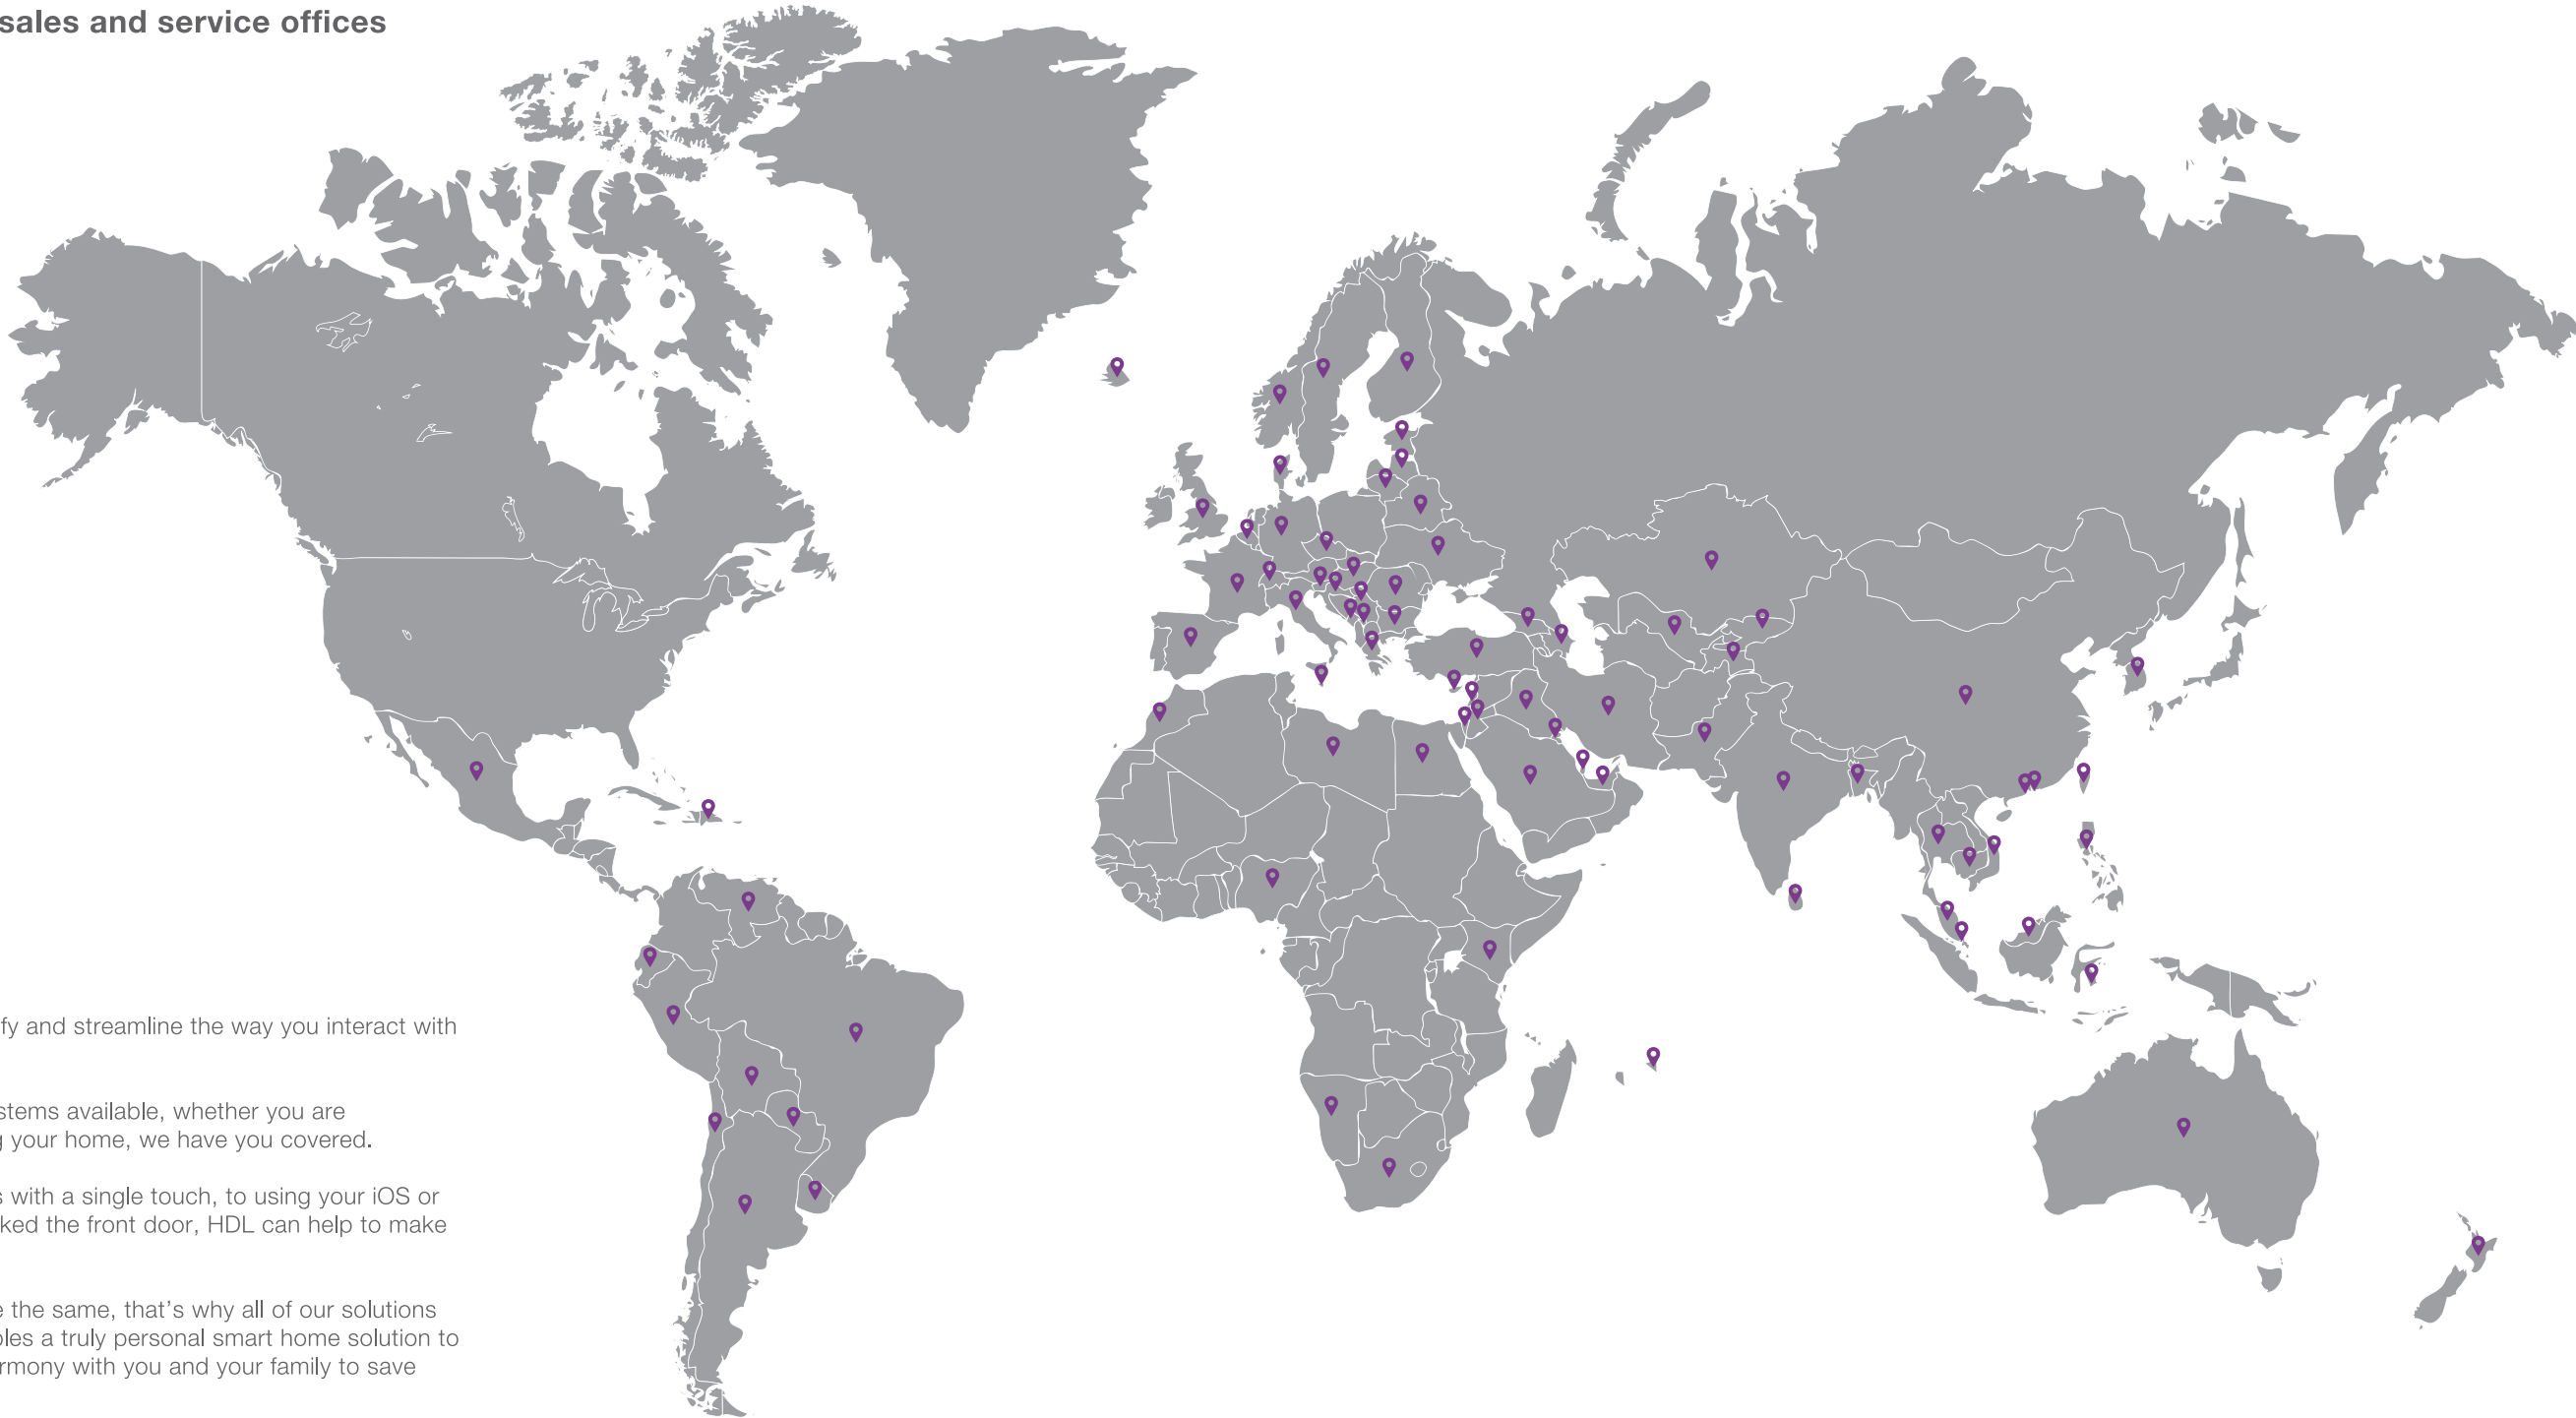 sales and service offices
fy and streamline the way you interact with
stems available, whether you are
g your home, we have you covered.
s with a single touch, to using your iOS or
ked the front door, HDL can help to make
e the same, that’s why all of our solutions
bles a truly personal smart home solution to
rmony with you and your family to save